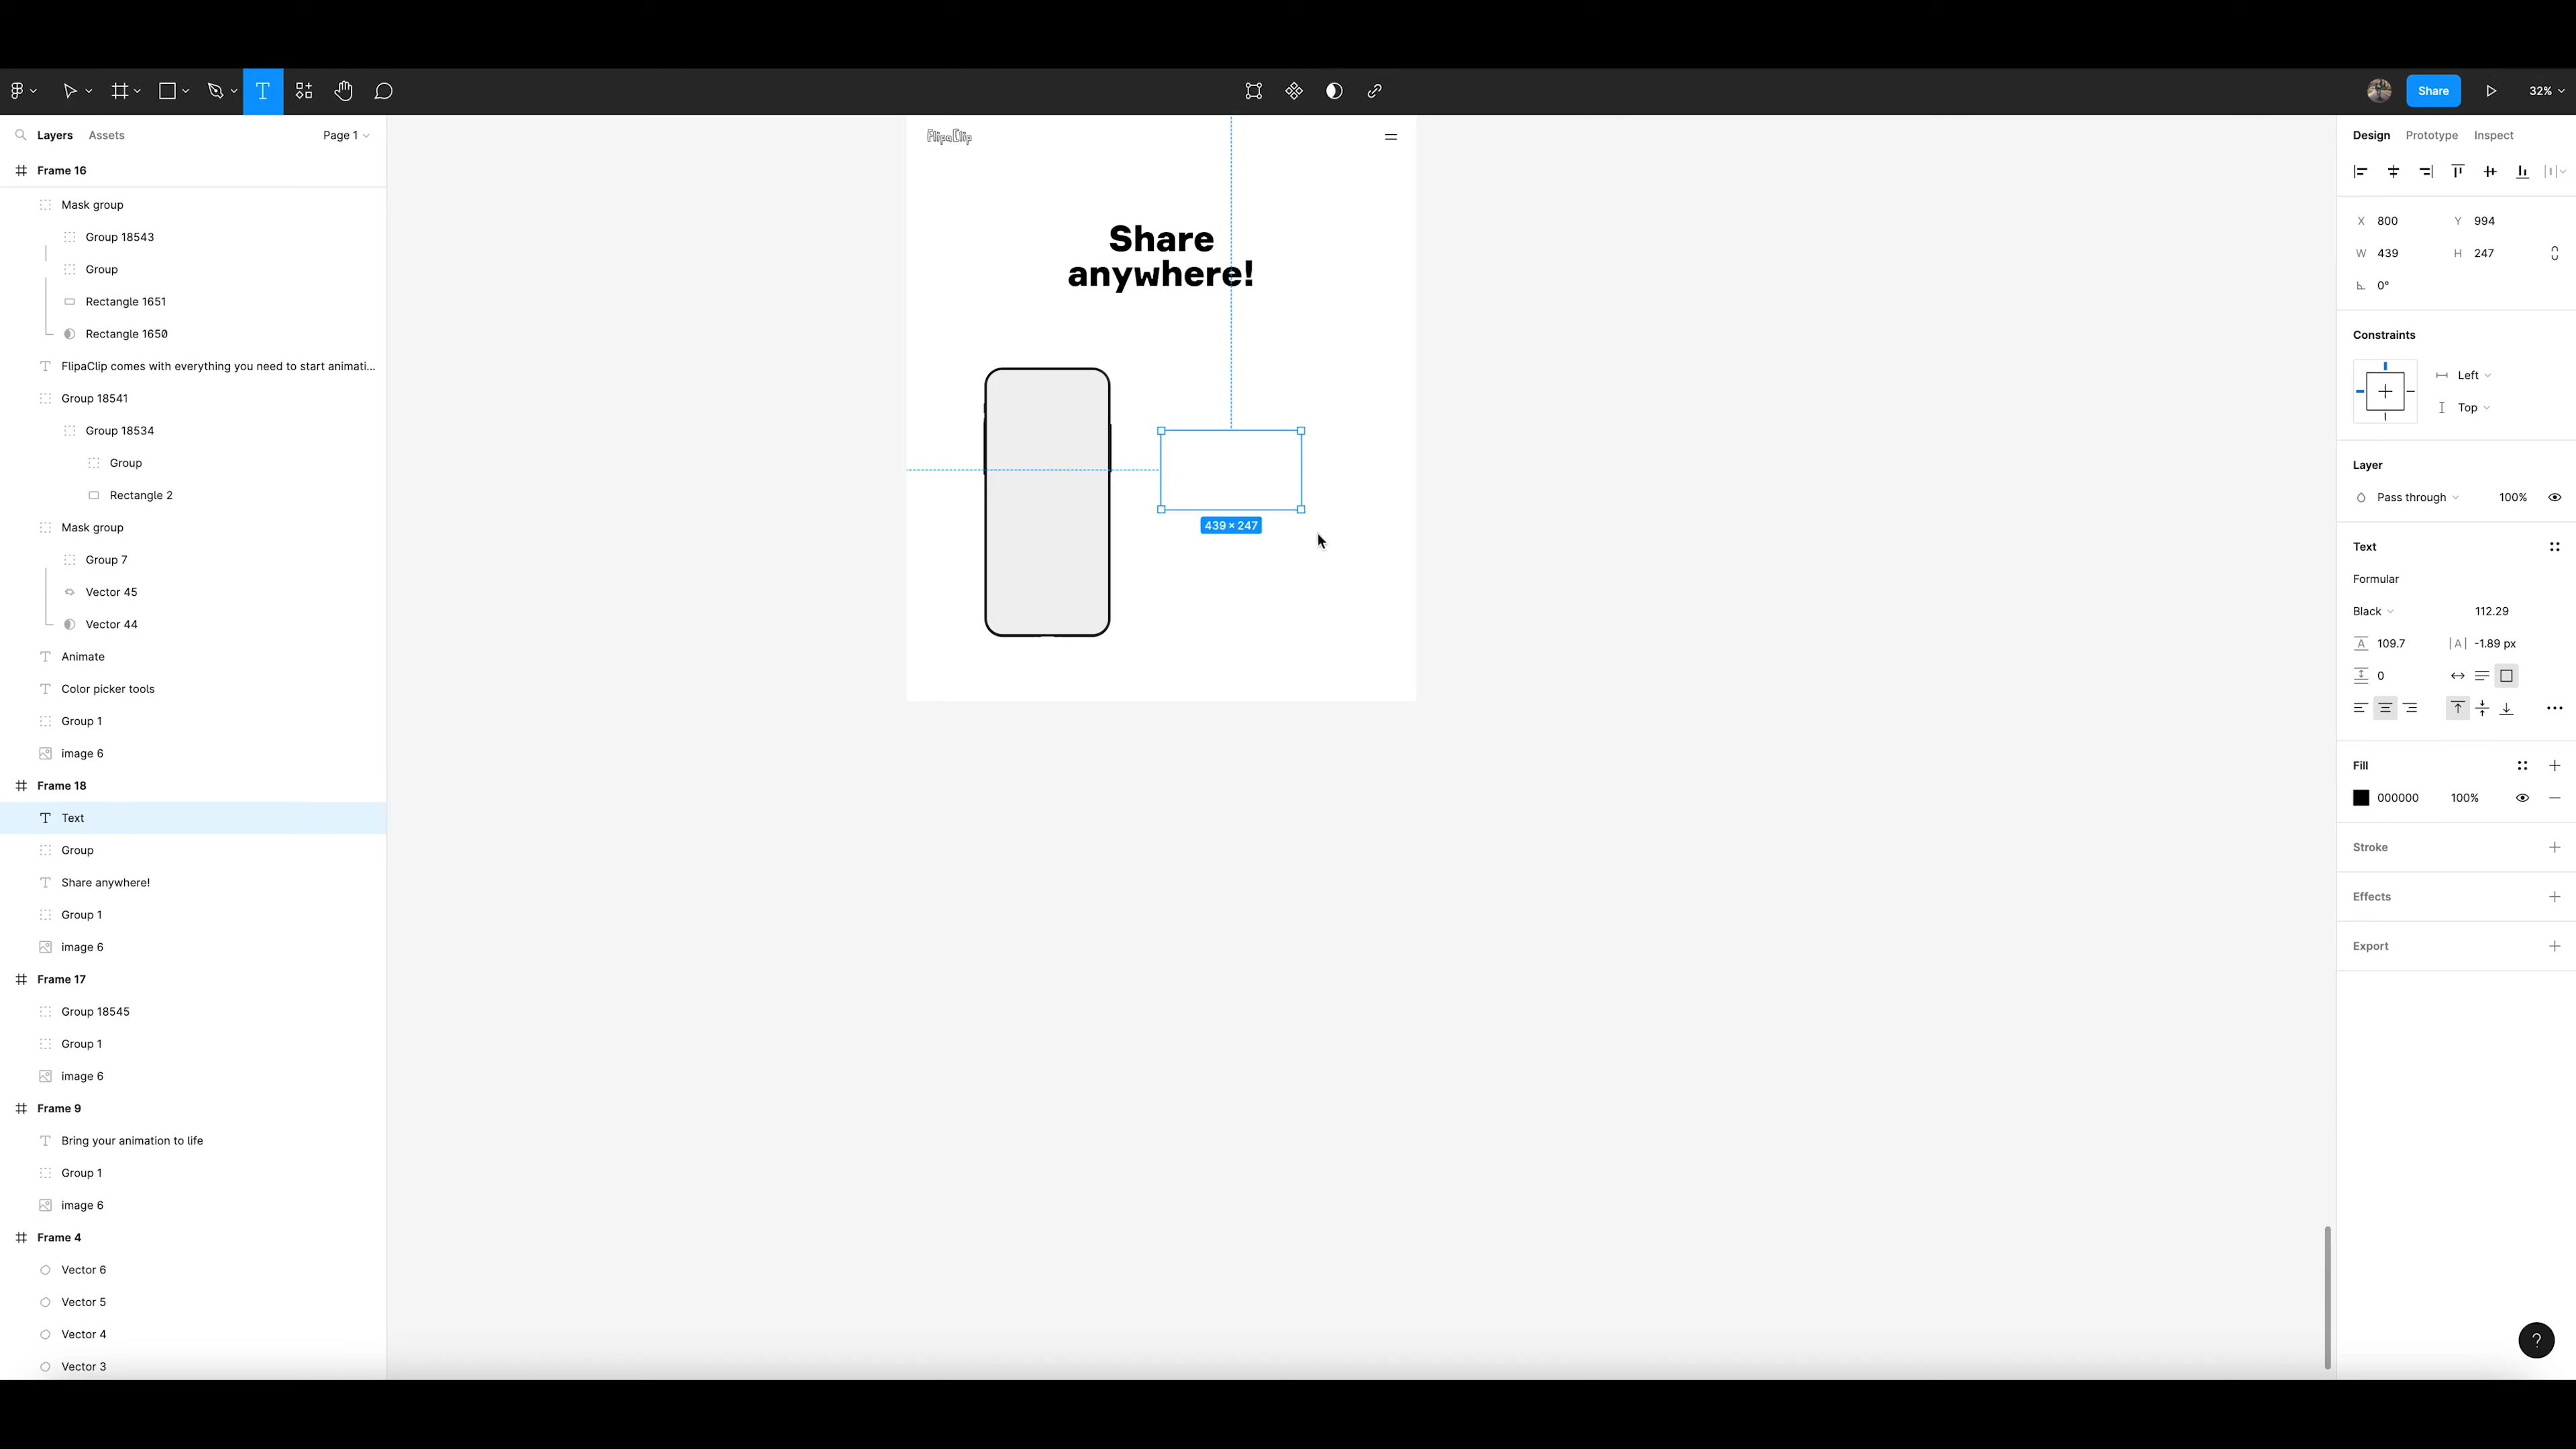 Share
32%
Layers
Assets
Page 1
Design
Prototype
Inspect
Frame 16
Mask group
Group 18543
Group
Rectangle 1651
Rectangle 1650
FlipaClip comes with everything you need to start animati...
Group 18541
Group 18534
Group
Rectangle 2
Mask group
Group 7
Vector 45
Vector 44
Animate
Color picker tools
Group 1
image 6
Frame 18
Text
Group
Share anywhere!
Group 1
image 6
Frame 17
Group 18545
Group 1
image 6
Frame 9
Bring your animation to life
Group 1
image 6
Frame 4
Vector 6
Vector 5
Vector 4
Vector 3
FlipaClip
Share
anywhere!
439 × 247
X 800 Y 994
W 439 H 247
0°
Constraints
Left
Top
Layer
Pass through 100%
Text
Formular
Black 112.29
109.7 -1.89 px
0
Fill
000000 100%
Stroke
Effects
Export
?